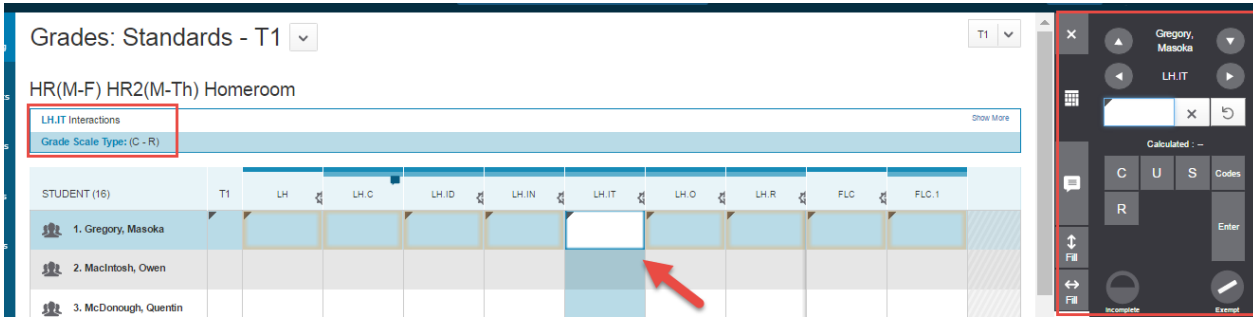 Grades: Standards - T1
T1
HR(M-F) HR2(M-Th) Homeroom
LH.IT Interactions
Show More
Grade Scale Type: (C - R)
STUDENT (16) T1 LH LH.C LH.ID LH.IN LH.IT LH.O LH.R FLC FLC.1
1. Gregory, Masoka
2. MacIntosh, Owen
3. McDonough, Quentin
Gregory,
Masoka
LH.IT
Calculated : --
C U S Codes
R
Enter
Fill
Fill
Incomplete
Exempt